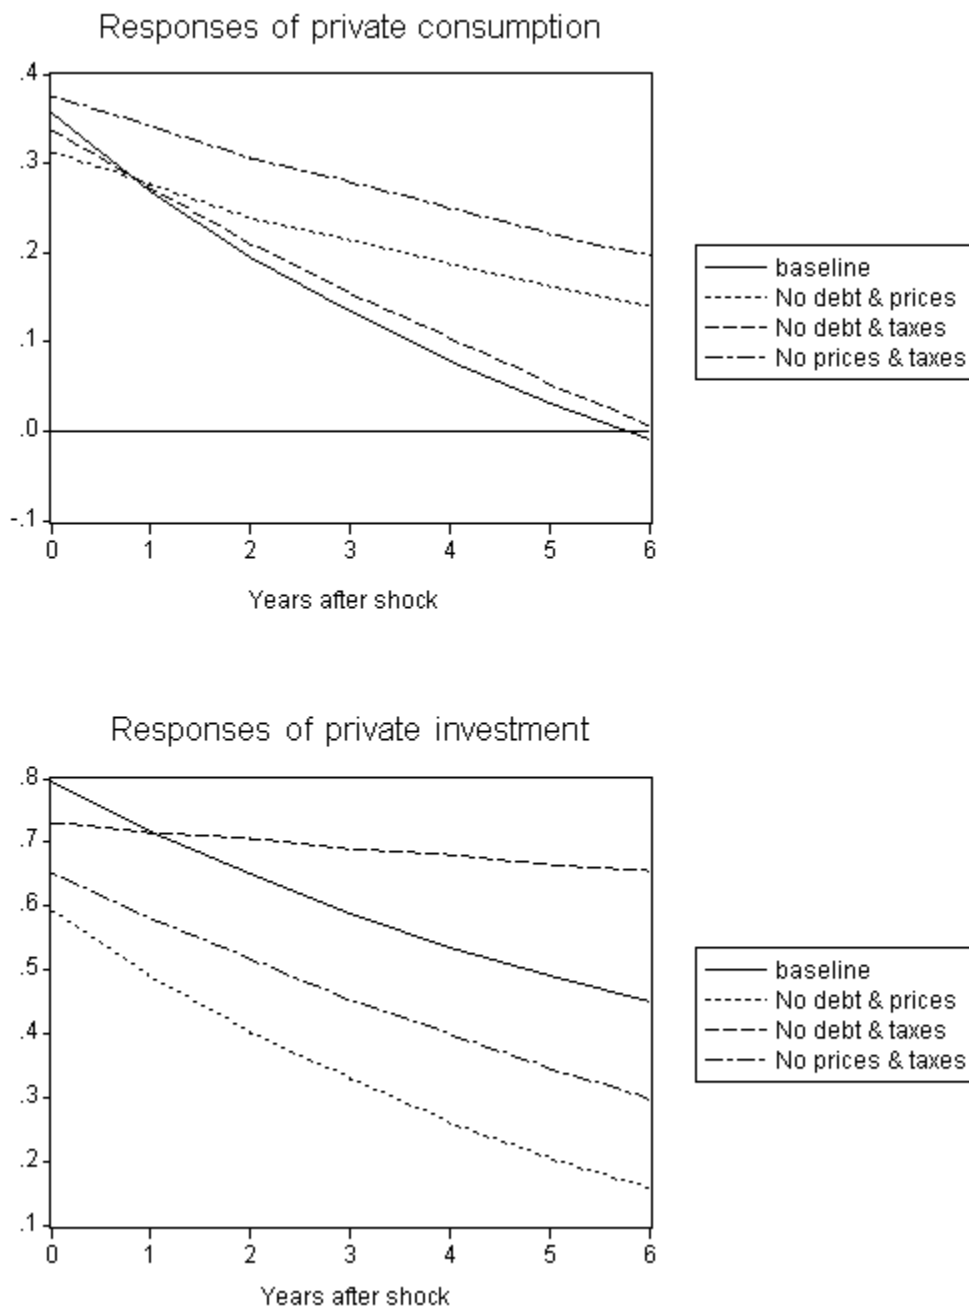 Responses of private consumption
.4
.3
.2
.1
.0
-.1
0 1 2 3 4 5 6
Years after shock
baseline
No debt & prices
No debt & taxes
No prices & taxes
Responses of private investment
.8
.7
.6
.5
.4
.3
.2
.1
0 1 2 3 4 5 6
Years after shock
baseline
No debt & prices
No debt & taxes
No prices & taxes